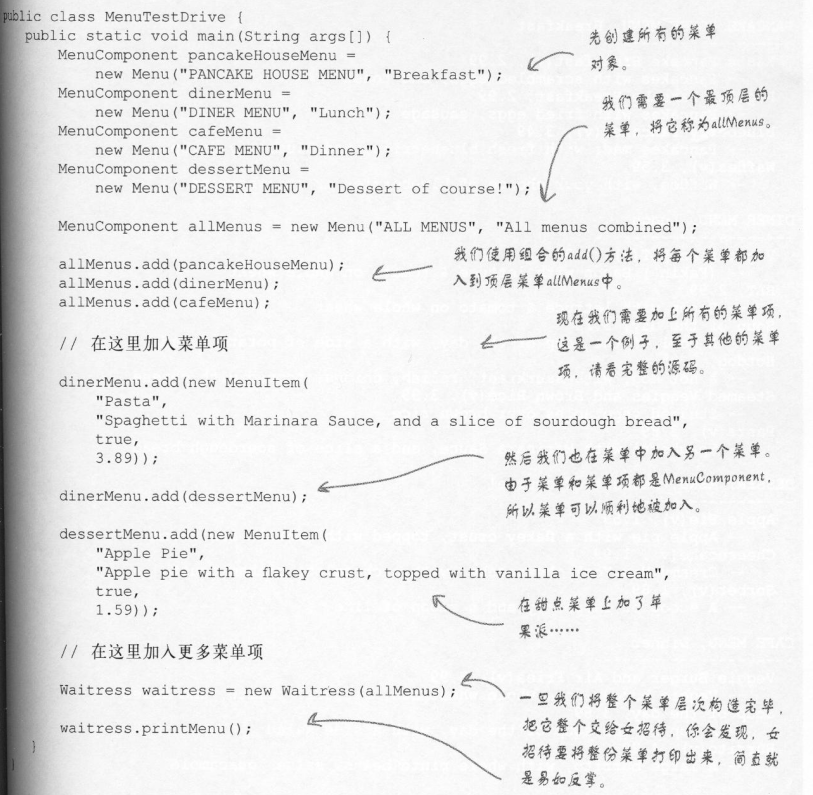 public class MenuTestDrive {
public static void main(String args[]) {
MenuComponent pancakeHouseMenu =
new Menu("PANCAKE HOUSE MENU", "Breakfast");
MenuComponent dinerMenu =
new Menu("DINER MENU", "Lunch");
MenuComponent cafeMenu =
new Menu("CAFE MENU", "Dinner");
MenuComponent dessertMenu =
new Menu("DESSERT MENU", "Dessert of course!");
先创建所有的菜单
对象。
我们需要一个最顶层的
菜单，将它称为allMenus。
MenuComponent allMenus = new Menu("ALL MENUS", "All menus combined");
allMenus.add(pancakeHouseMenu);
allMenus.add(dinerMenu);
allMenus.add(cafeMenu);
我们使用组合的add()方法，将每个菜单都加
入到顶层菜单allMenus中。
// 在这里加入菜单项
现在我们需要加上所有的菜单项，
这是一个例子，至于其他的菜单
项，请看完整的源码。
dinerMenu.add(new MenuItem(
"Pasta",
"Spaghetti with Marinara Sauce, and a slice of sourdough bread",
true,
3.89));
dinerMenu.add(dessertMenu);
然后我们也在菜单中加入另一个菜单。
由于菜单和菜单项都是MenuComponent，
所以菜单可以顺利地被加入。
dessertMenu.add(new MenuItem(
"Apple Pie",
"Apple pie with a flakey crust, topped with vanilla ice cream",
true,
1.59));
在甜点菜单上加了苹
果派……
// 在这里加入更多菜单项
Waitress waitress = new Waitress(allMenus);
waitress.printMenu();
}
}
一旦我们将整个菜单层次构造完毕，
把它整个交给女招待，你会发现，女
招待要将整份菜单打印出来，简直就
是易如反掌。